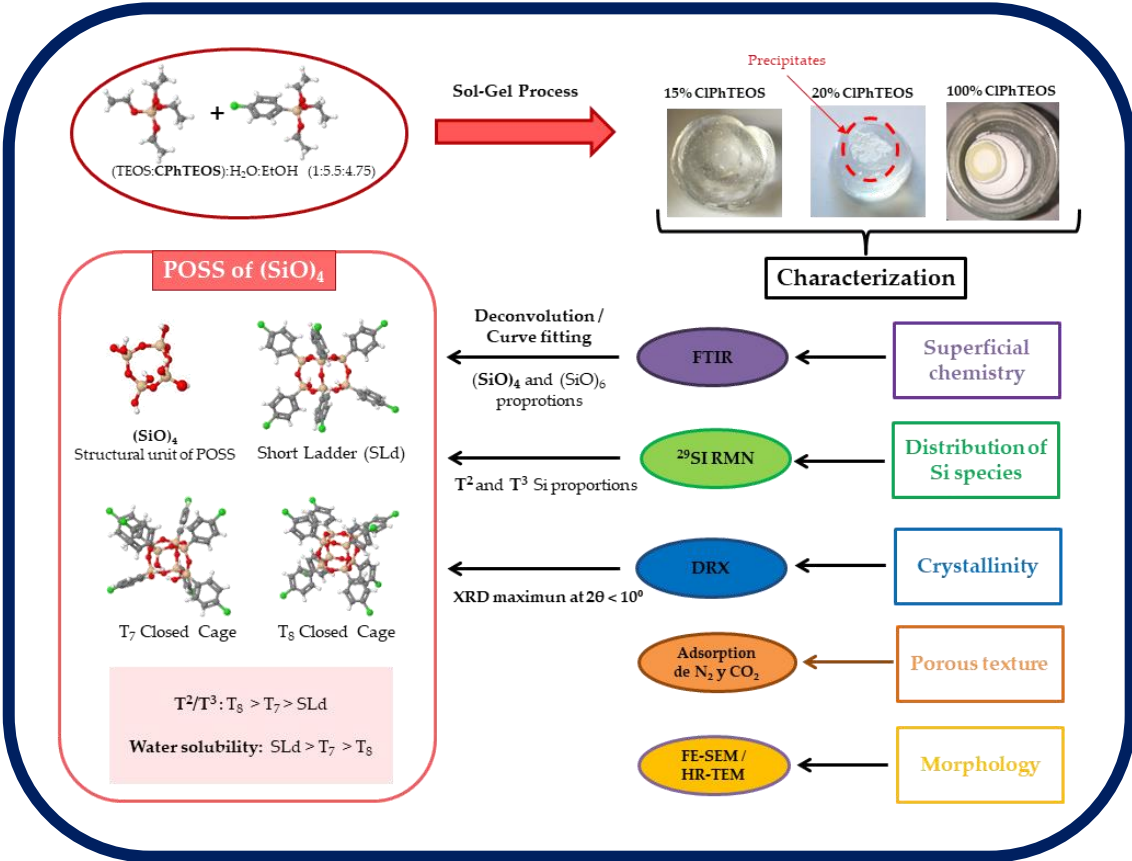 Precipitates
Sol-Gel Process
15% ClPhTEOS
20% ClPhTEOS
100% ClPhTEOS
+
(TEOS:CPhTEOS):H₂O:EtOH (1:5.5:4.75)
Characterization
POSS of (SiO)₄
(SiO)₄
Structural unit of POSS
Short Ladder (SLd)
T₇ Closed Cage
T₈ Closed Cage
T²/T³: T₈ > T₇ > SLd
Water solubility: SLd > T₇ > T₈
Deconvolution /
Curve fitting
(SiO)₄ and (SiO)₆
proprotions
FTIR
Superficial
chemistry
T² and T³ Si proportions
²⁹SI RMN
Distribution of
Si species
XRD maximun at 2θ < 10⁰
DRX
Crystallinity
Adsorption
de N₂ y CO₂
Porous texture
FE-SEM /
HR-TEM
Morphology